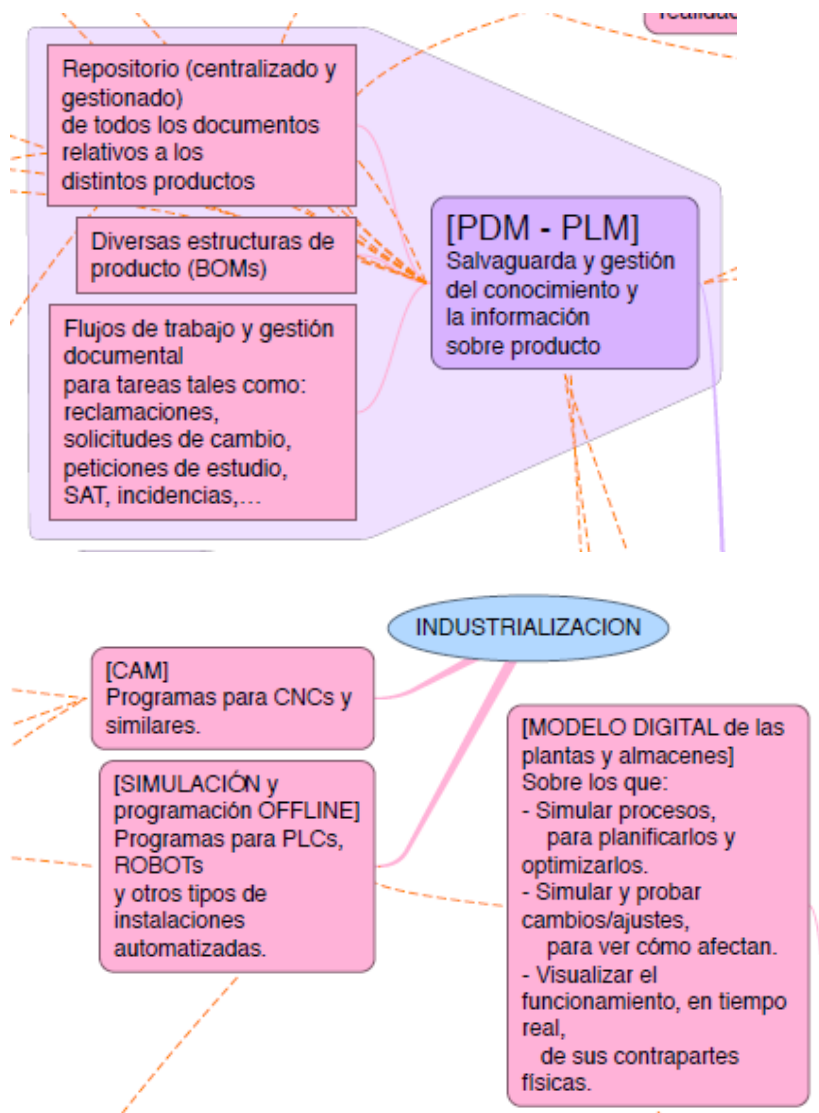 realidad
Repositorio (centralizado y
gestionado)
de todos los documentos
relativos a los
distintos productos
Diversas estructuras de
producto (BOMs)
Flujos de trabajo y gestión
documental
para tareas tales como:
reclamaciones,
solicitudes de cambio,
peticiones de estudio,
SAT, incidencias,…
[PDM - PLM]
Salvaguarda y gestión
del conocimiento y
la información
sobre producto
INDUSTRIALIZACION
[CAM]
Programas para CNCs y
similares.
[SIMULACIÓN y
programación OFFLINE]
Programas para PLCs,
ROBOTs
y otros tipos de
instalaciones
automatizadas.
[MODELO DIGITAL de las
plantas y almacenes]
Sobre los que:
- Simular procesos,
para planificarlos y
optimizarlos.
- Simular y probar
cambios/ajustes,
para ver cómo afectan.
- Visualizar el
funcionamiento, en tiempo
real,
de sus contrapartes
físicas.